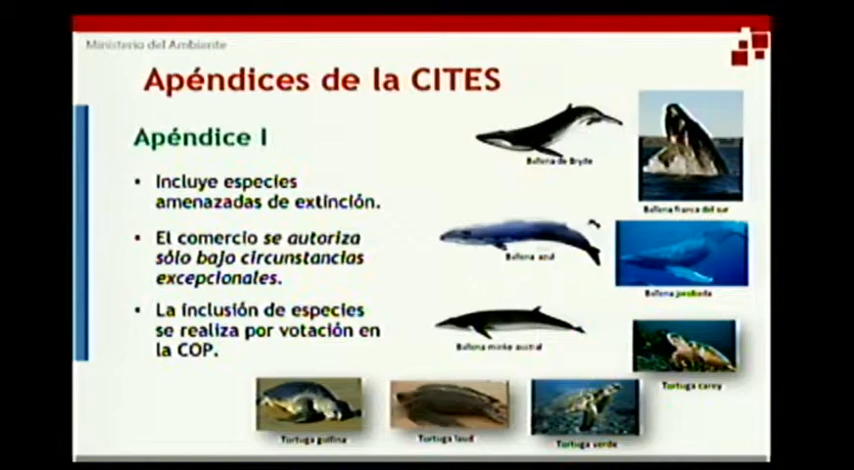 Ministerio del Ambiente
Apéndices de la CITES
Apéndice I
• Incluye especies
amenazadas de extinción.
• El comercio se autoriza
sólo bajo circunstancias
excepcionales.
• La inclusión de especies
se realiza por votación en
la COP.
Ballena de Bryde
Ballena franca del sur
Ballena azul
Ballena jorobada
Ballena minke austral
Tortuga carey
Tortuga golfina
Tortuga laud
Tortuga verde